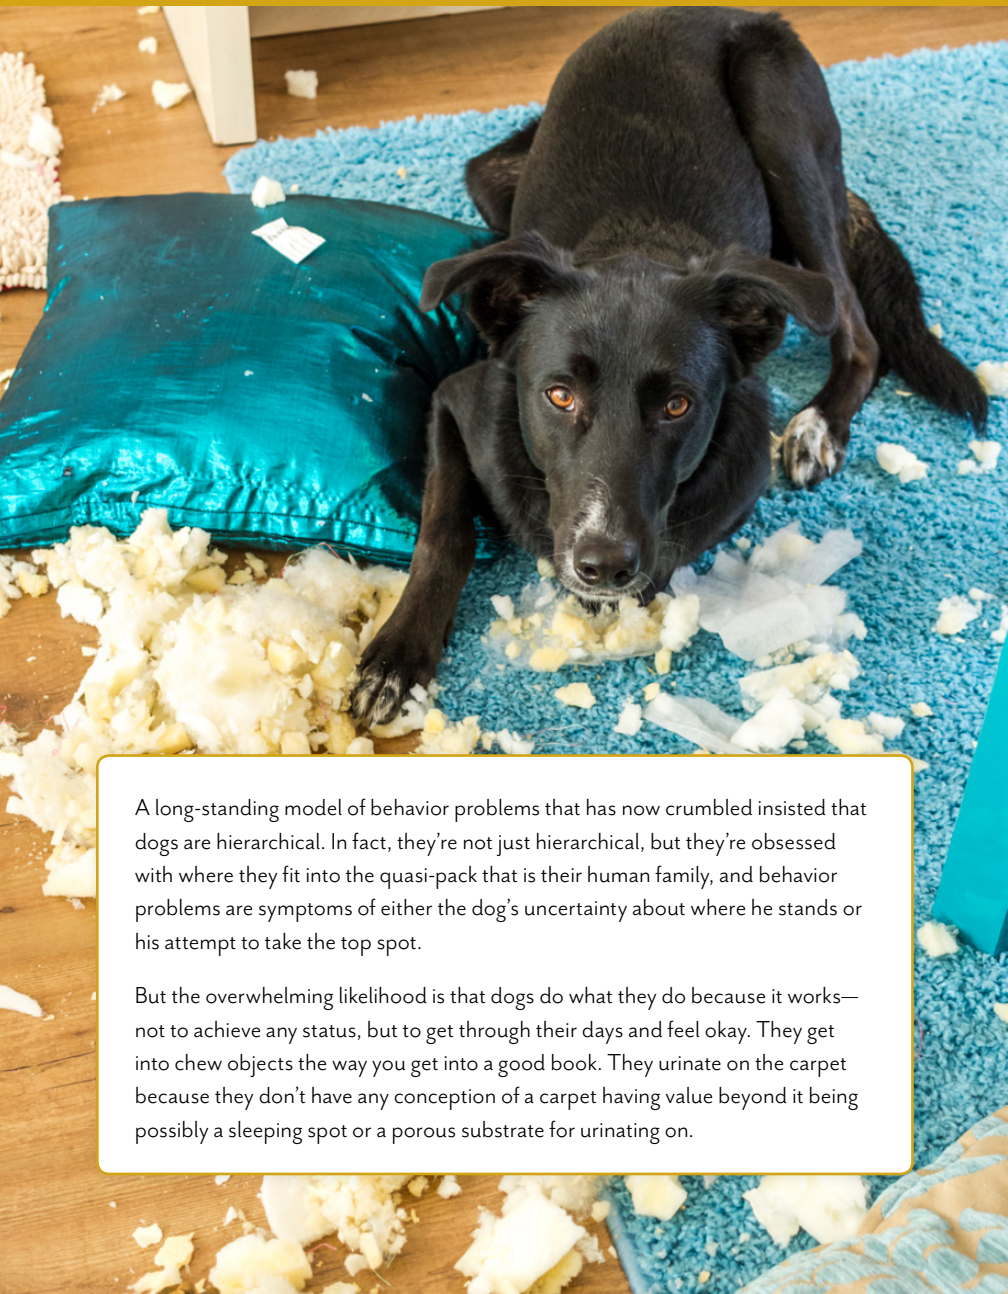 A long-standing model of behavior problems that has now crumbled insisted that
dogs are hierarchical. In fact, they’re not just hierarchical, but they’re obsessed
with where they fit into the quasi-pack that is their human family, and behavior
problems are symptoms of either the dog’s uncertainty about where he stands or
his attempt to take the top spot.
But the overwhelming likelihood is that dogs do what they do because it works—
not to achieve any status, but to get through their days and feel okay. They get
into chew objects the way you get into a good book. They urinate on the carpet
because they don’t have any conception of a carpet having value beyond it being
possibly a sleeping spot or a porous substrate for urinating on.